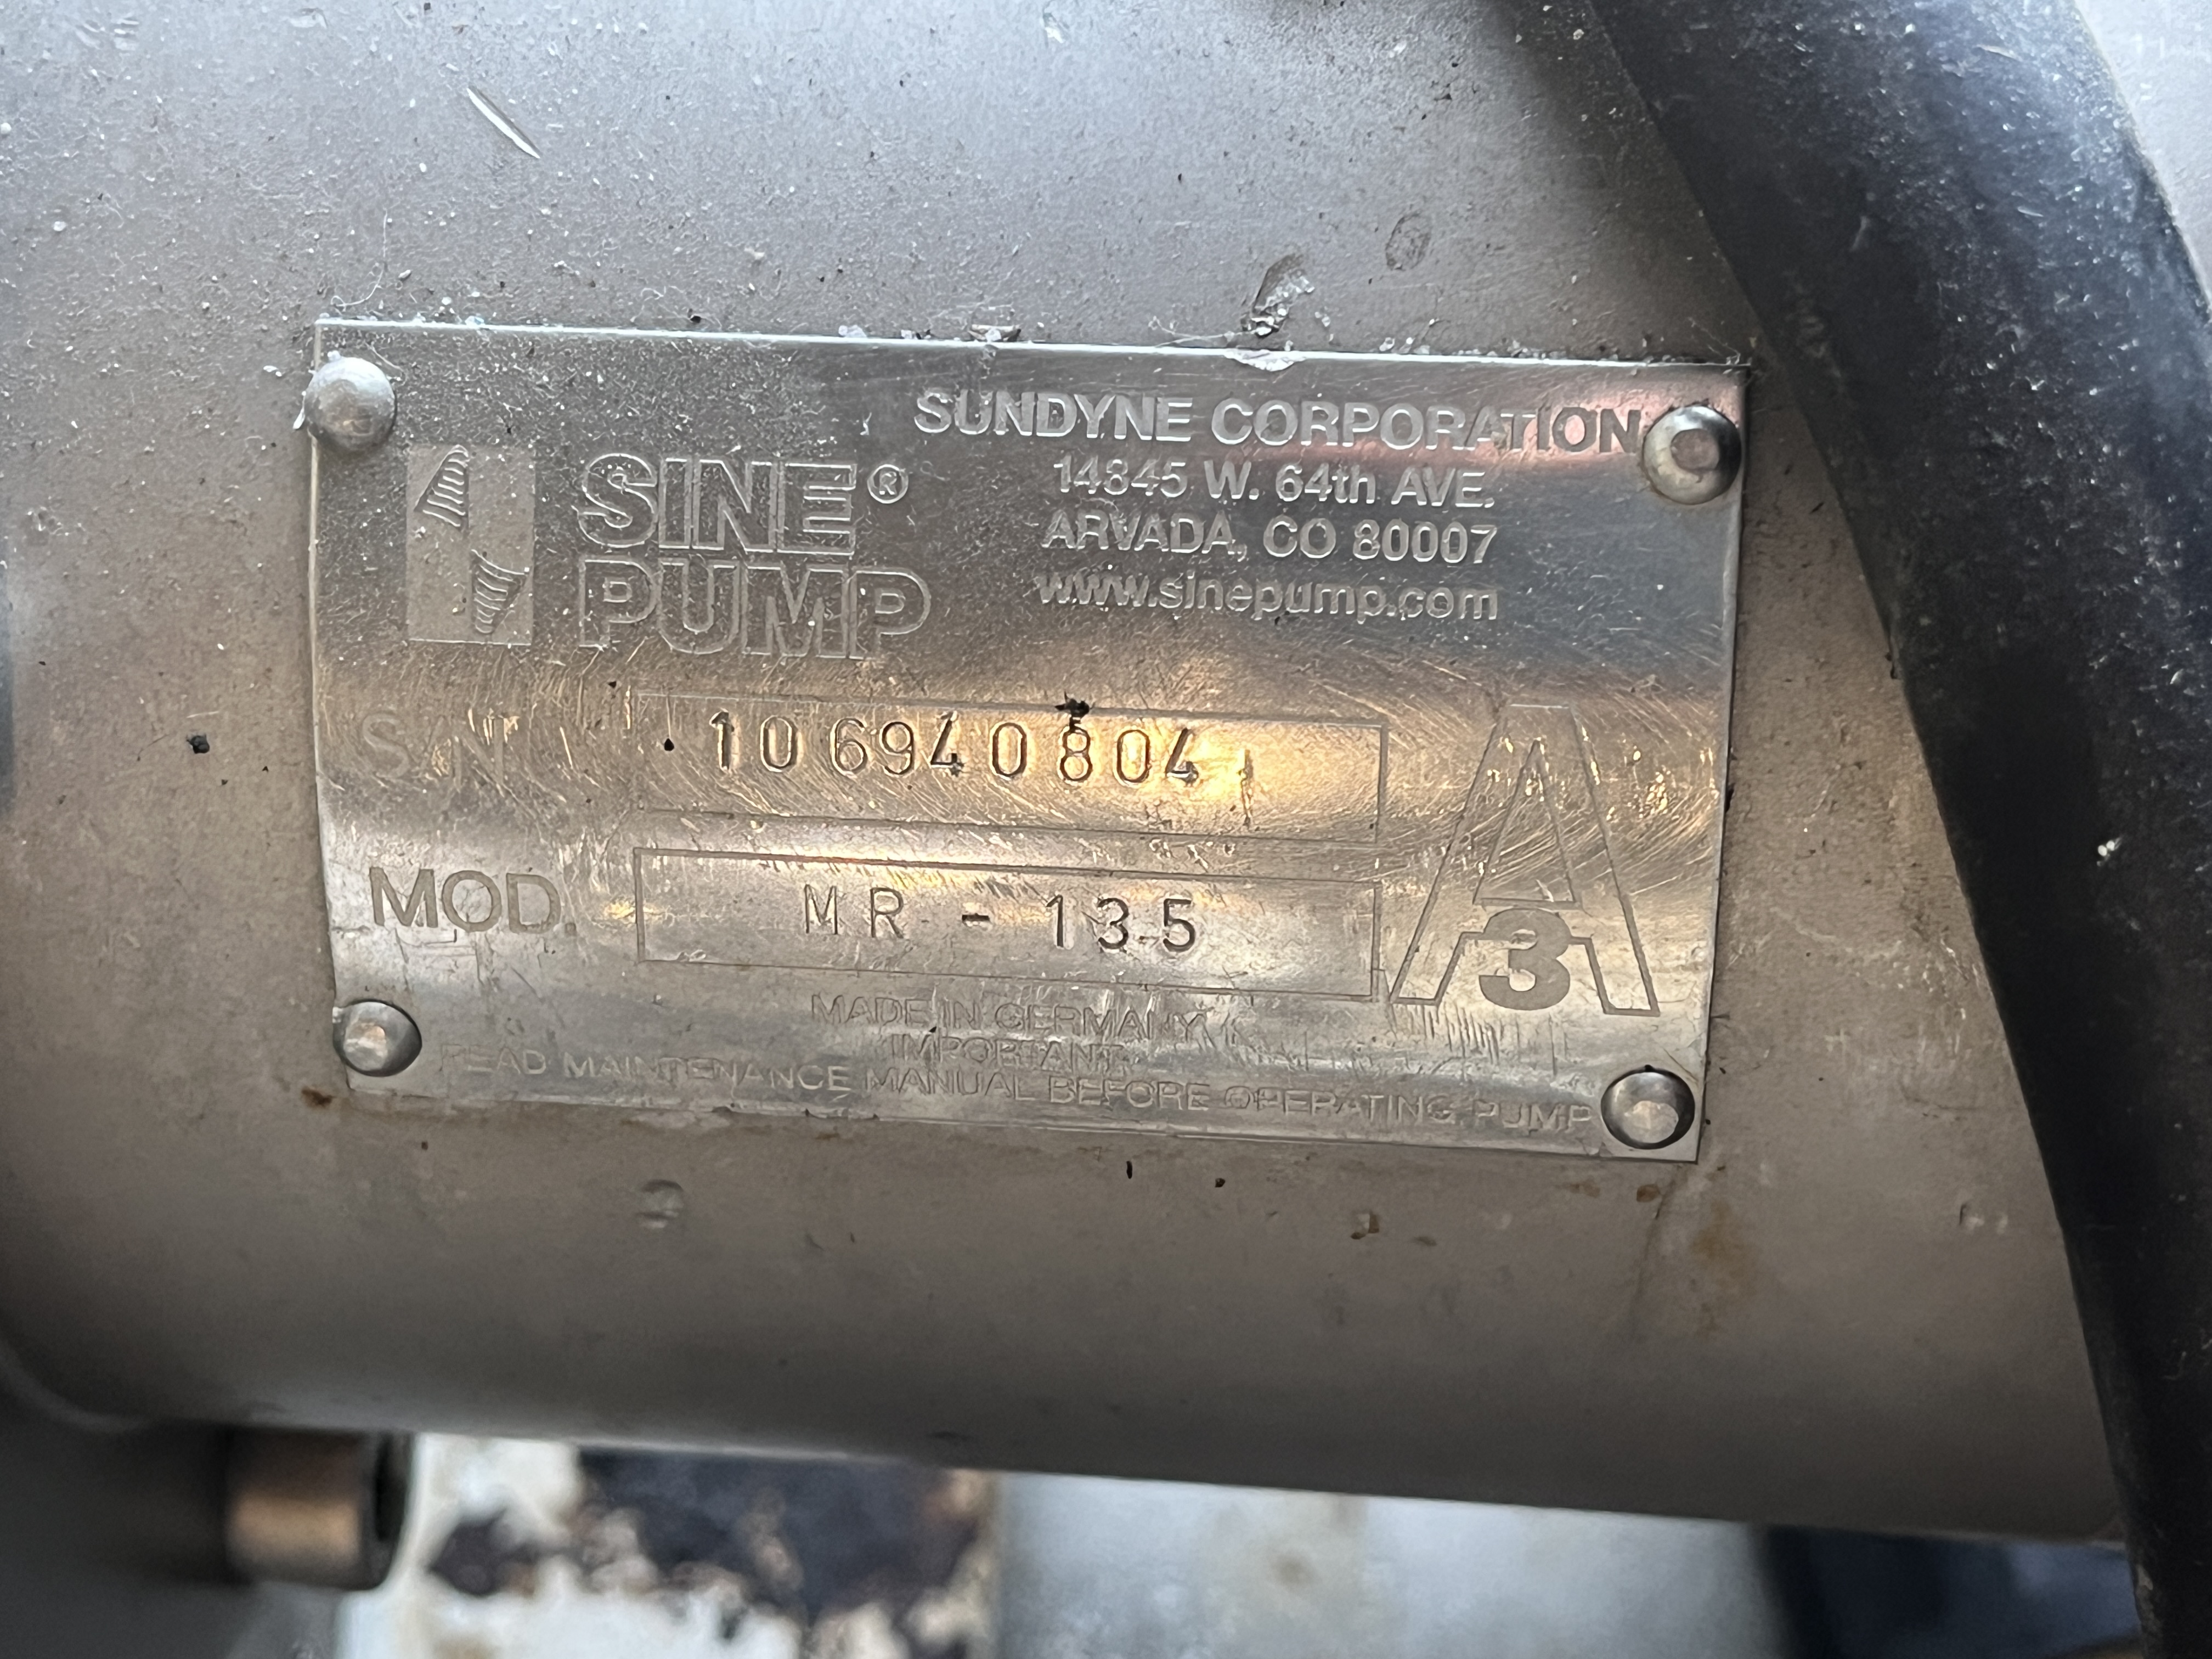 SINE®
PUMP
SUNDYNE CORPORATION
14845 W. 64th AVE.
ARVADA, CO 80007
www.sinepump.com
S/N 106940804
MOD. MR-135
A
3
MADE IN GERMANY
IMPORTANT
READ MAINTENANCE MANUAL BEFORE OPERATING PUMP